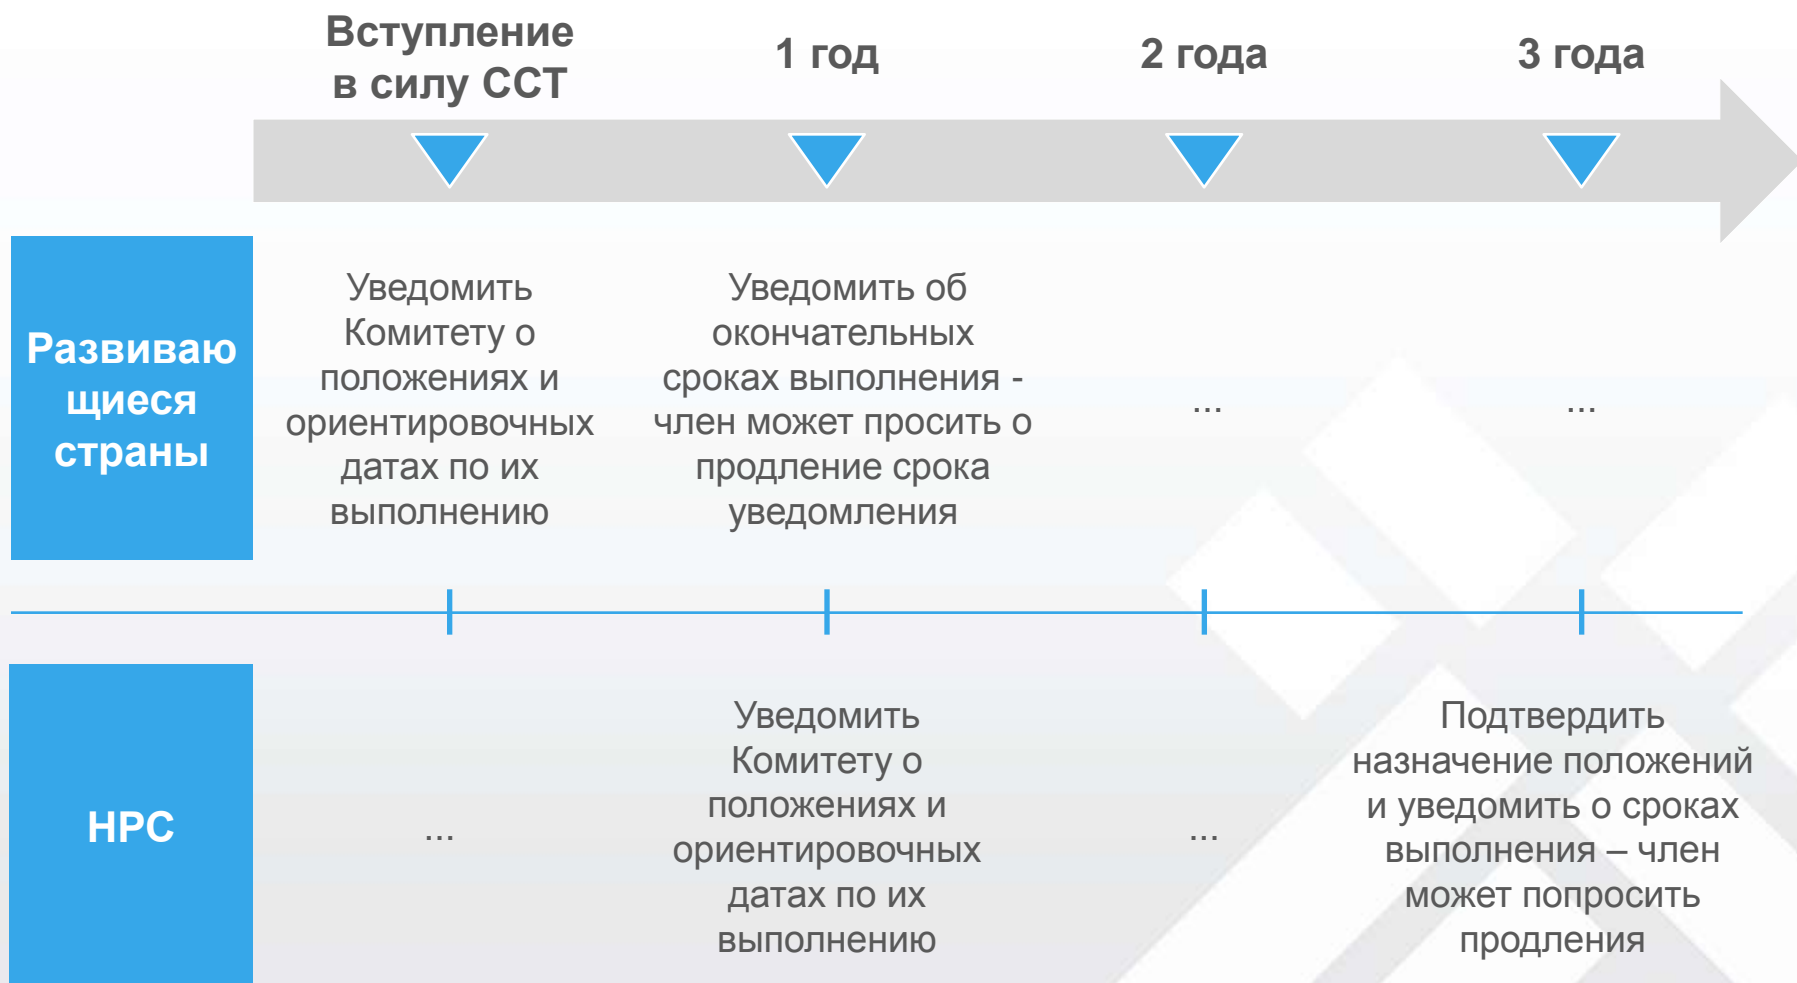 Вступление
в силу ССТ
1 год
2 года
3 года
Развиваю
щиеся
страны
Уведомить
Комитету о
положениях и
ориентировочных
датах по их
выполнению
Уведомить об
окончательных
сроках выполнения -
член может просить о
продление срока
уведомления
...
...
НРС
...
Уведомить
Комитету о
положениях и
ориентировочных
датах по их
выполнению
...
Подтвердить
назначение положений
и уведомить о сроках
выполнения – член
может попросить
продления